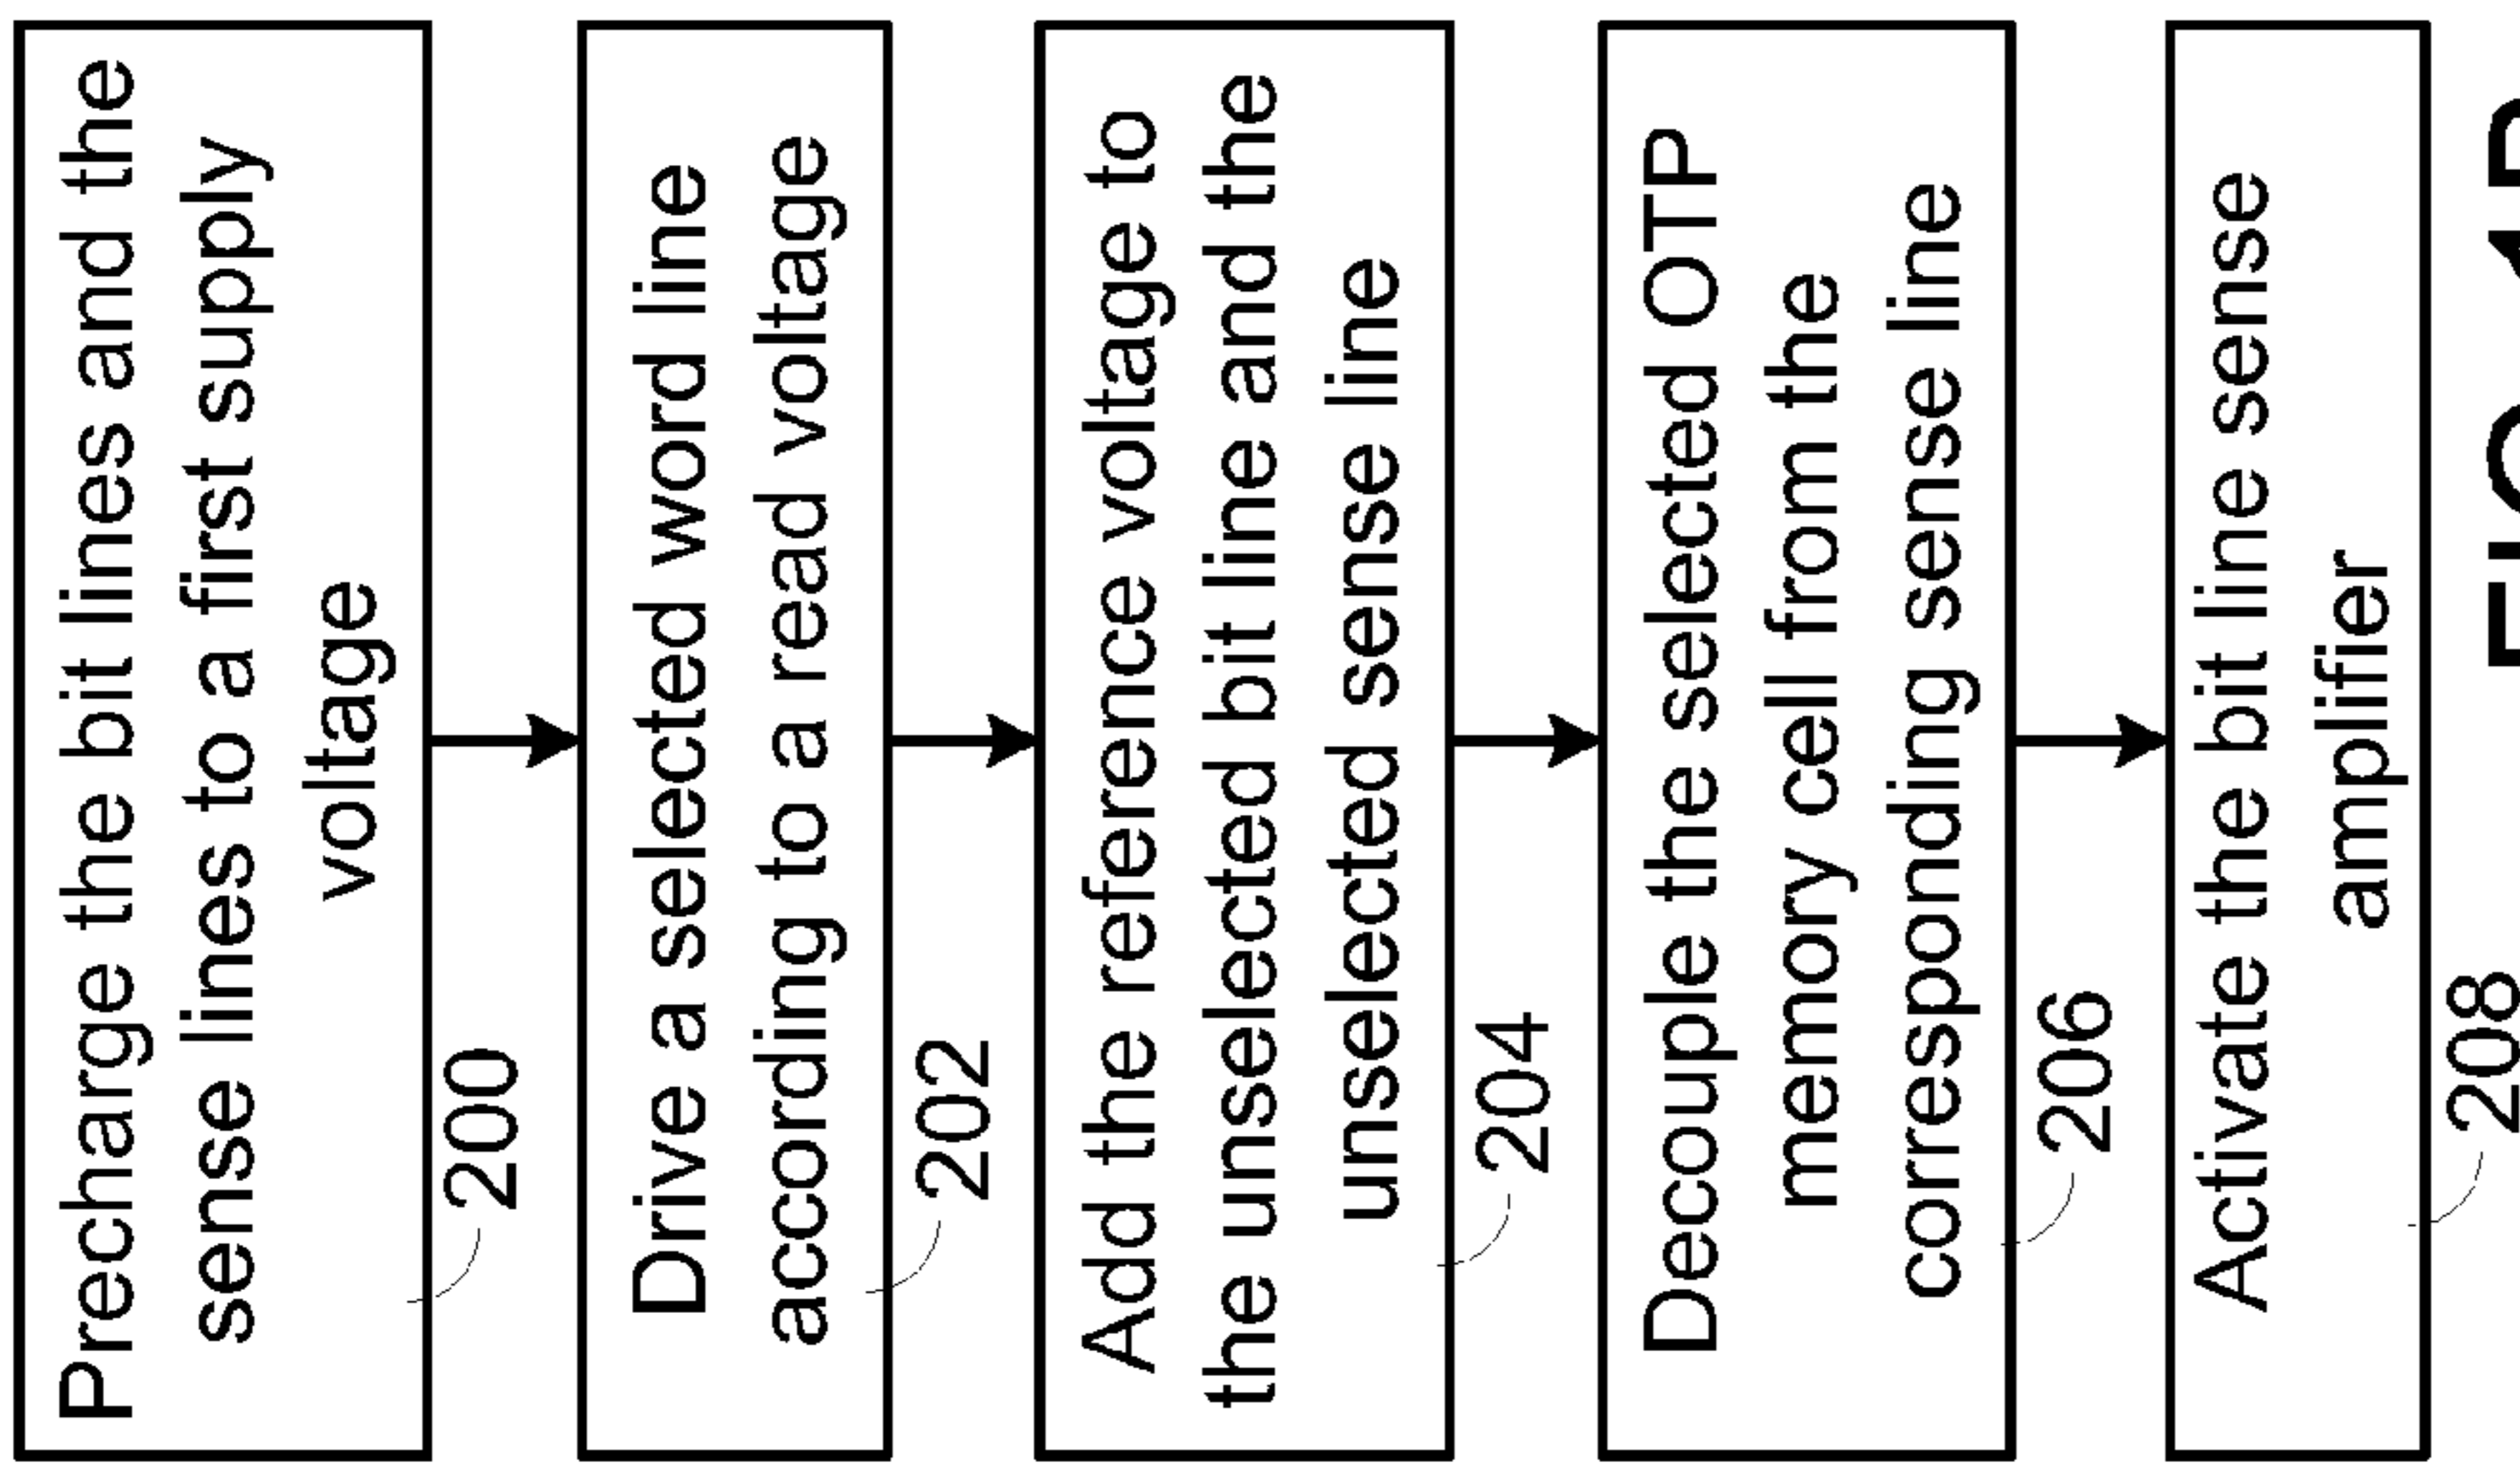 Precharge the bit lines and the
sense lines to a first supply
voltage
200
Drive a selected word line
according to a read voltage
202
Add the reference voltage to
the unselected bit line and the
unselected sense line
204
Decouple the selected OTP
memory cell from the
corresponding sense line
206
Activate the bit line sense
amplifier
208